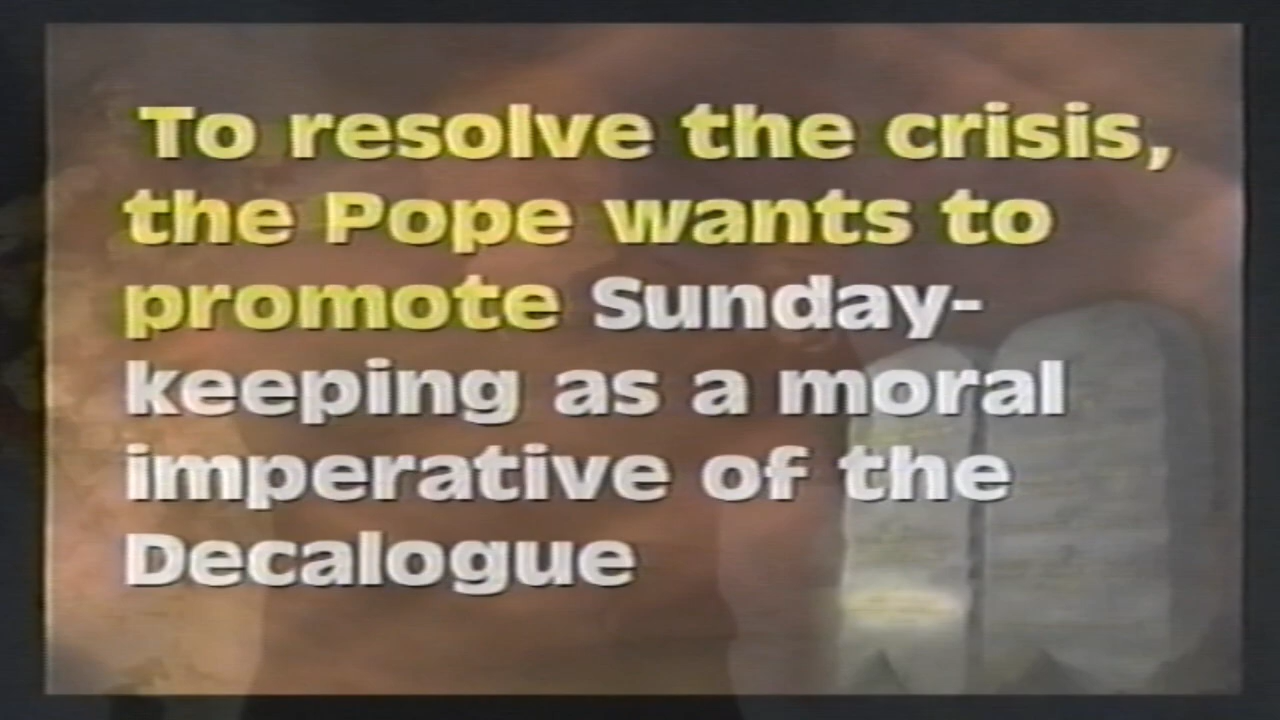 To resolve the crisis,
the Pope wants to
promote Sunday-
keeping as a moral
imperative of the
Decalogue